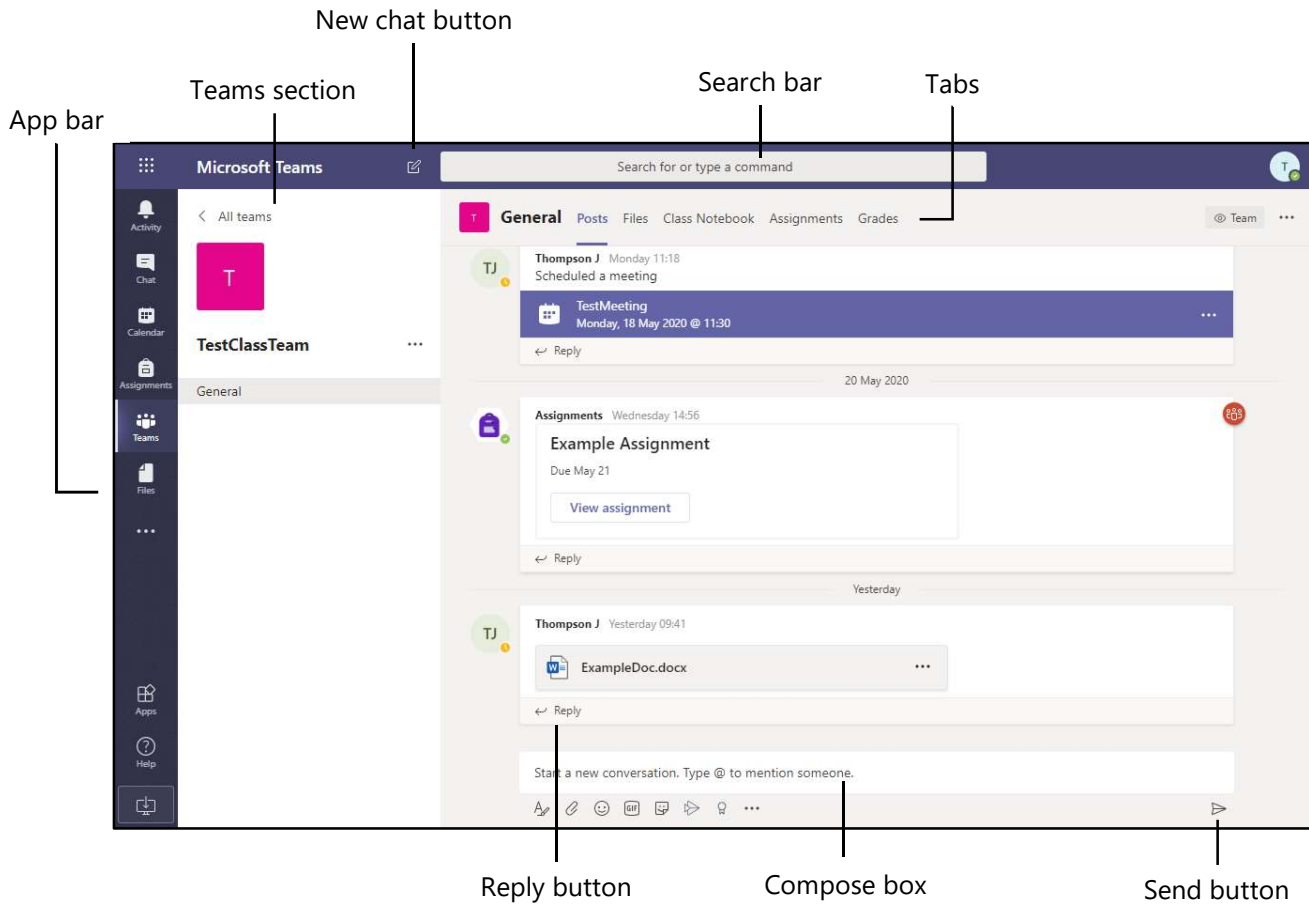 New chat button
Teams section
Search bar
Tabs
App bar
Microsoft Teams
Search for or type a command
T
Activity
Chat
Calendar
Assignments
Teams
Files
Apps
Help
All teams
T
TestClassTeam
General
T
General Posts Files Class Notebook Assignments Grades
Team
TJ
Thompson J Monday 11:18
Scheduled a meeting
TestMeeting
Monday, 18 May 2020 @ 11:30
Reply
20 May 2020
Assignments Wednesday 14:56
Example Assignment
Due May 21
View assignment
Reply
Yesterday
TJ
Thompson J Yesterday 09:41
W
ExampleDoc.docx
Reply
Start a new conversation. Type @ to mention someone.
GIF
Reply button
Compose box
Send button